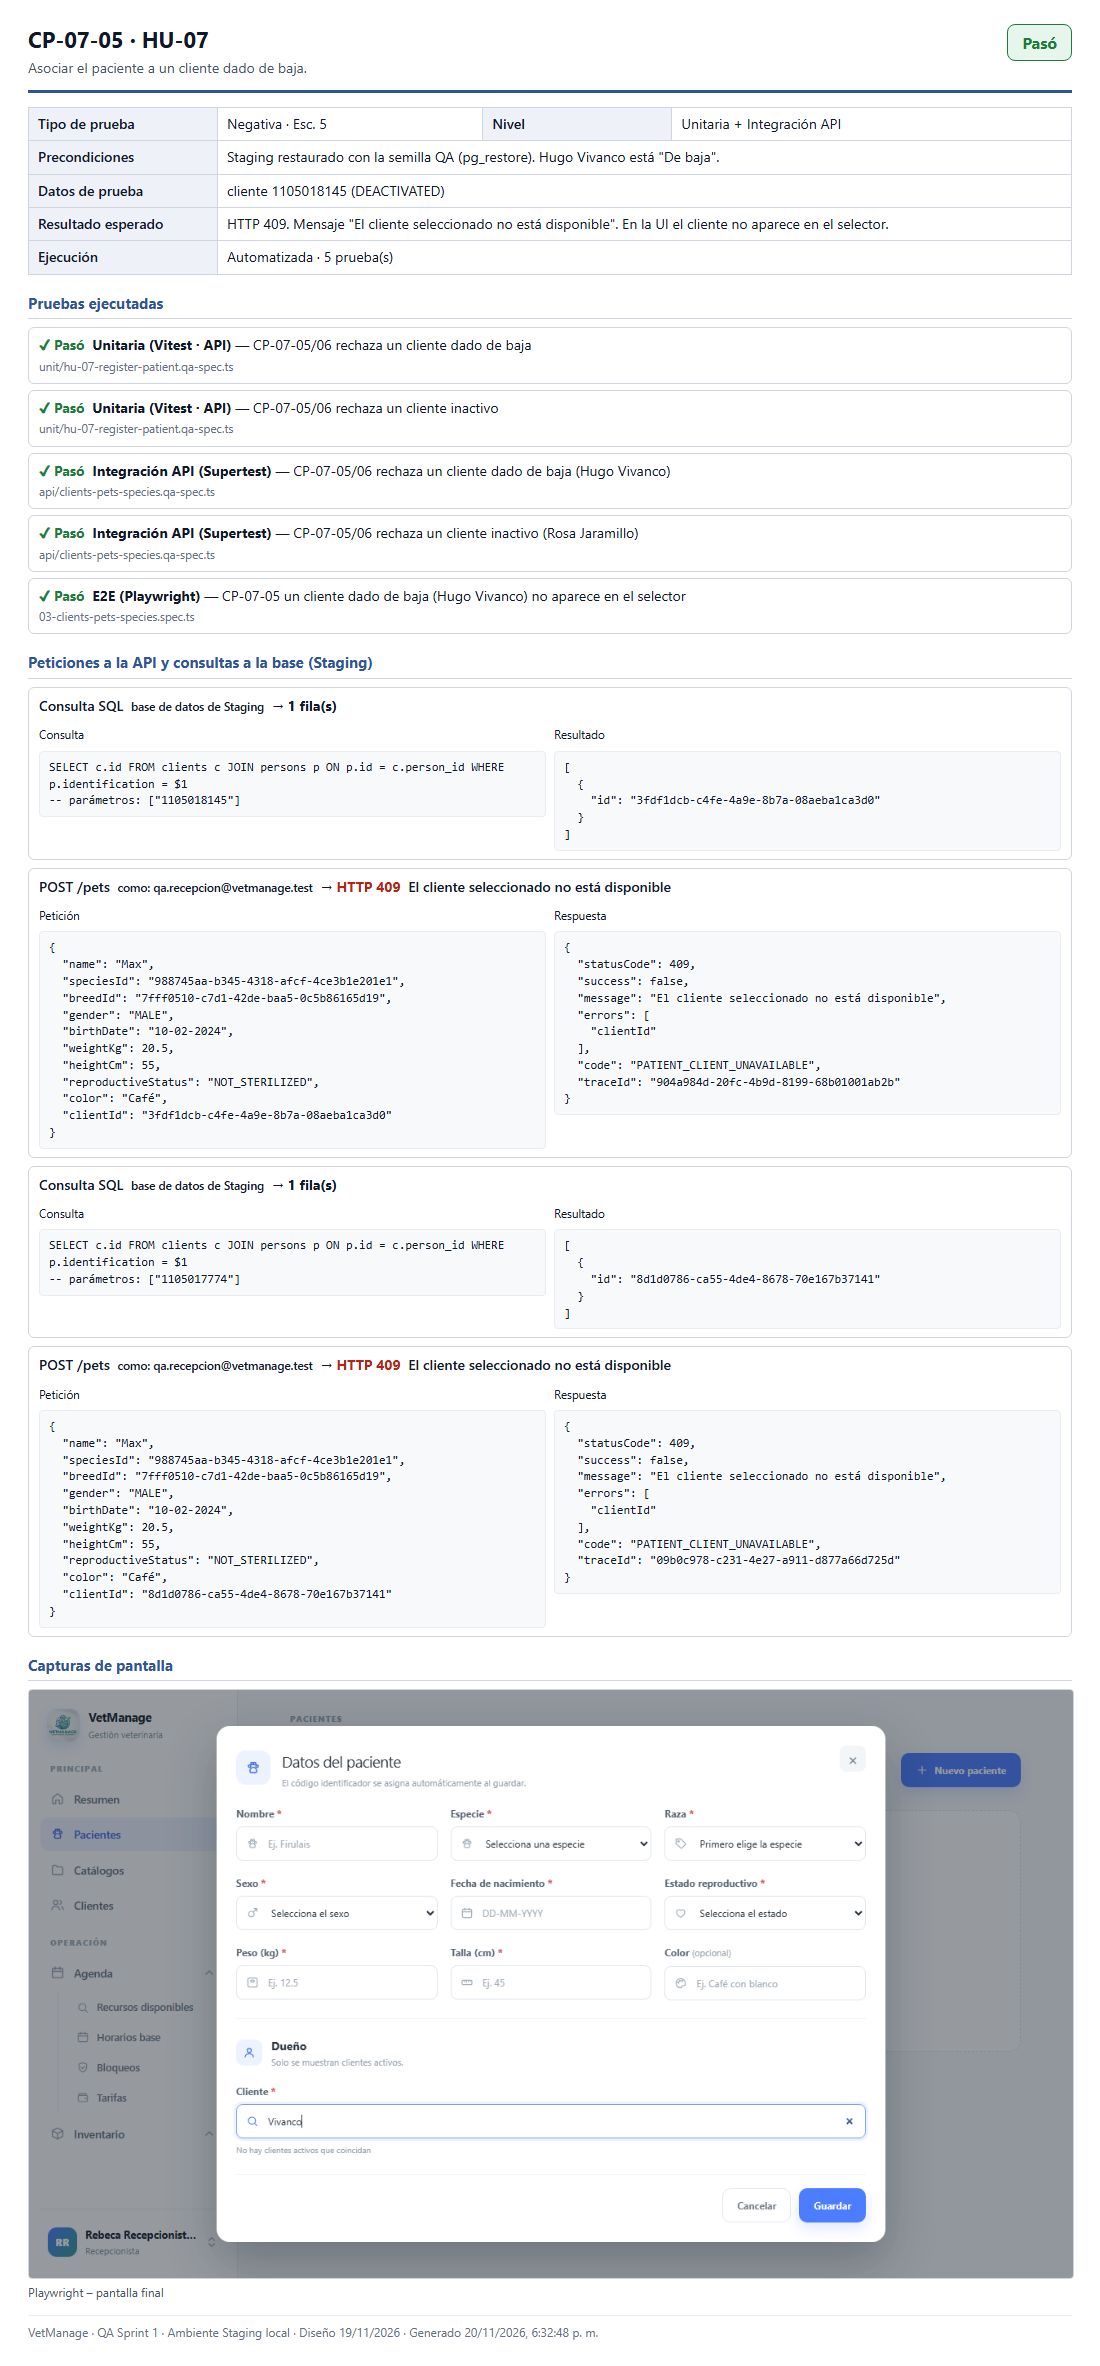 CP-07-05 · HU-07
Pasó
Asociar el paciente a un cliente dado de baja.
Tipo de prueba Negativa · Esc. 5 Nivel Unitaria + Integración API
Precondiciones Staging restaurado con la semilla QA (pg_restore). Hugo Vivanco está "De baja".
Datos de prueba cliente 1105018145 (DEACTIVATED)
Resultado esperado HTTP 409. Mensaje "El cliente seleccionado no está disponible". En la UI el cliente no aparece en el selector.
Ejecución Automatizada · 5 prueba(s)
Pruebas ejecutadas
✓ Pasó Unitaria (Vitest · API) — CP-07-05/06 rechaza un cliente dado de baja
unit/hu-07-register-patient.qa-spec.ts
✓ Pasó Unitaria (Vitest · API) — CP-07-05/06 rechaza un cliente inactivo
unit/hu-07-register-patient.qa-spec.ts
✓ Pasó Integración API (Supertest) — CP-07-05/06 rechaza un cliente dado de baja (Hugo Vivanco)
api/clients-pets-species.qa-spec.ts
✓ Pasó Integración API (Supertest) — CP-07-05/06 rechaza un cliente inactivo (Rosa Jaramillo)
api/clients-pets-species.qa-spec.ts
✓ Pasó E2E (Playwright) — CP-07-05 un cliente dado de baja (Hugo Vivanco) no aparece en el selector
03-clients-pets-species.spec.ts
Peticiones a la API y consultas a la base (Staging)
Consulta SQL base de datos de Staging → 1 fila(s)
Consulta
SELECT c.id FROM clients c JOIN persons p ON p.id = c.person_id WHERE
p.identification = $1
-- parámetros: ["1105018145"]
Resultado
[
{
"id": "3fdf1dcb-c4fe-4a9e-8b7a-08aeba1ca3d0"
}
]
POST /pets como: qa.recepcion@vetmanage.test → HTTP 409 El cliente seleccionado no está disponible
Petición
{
"name": "Max",
"speciesId": "988745aa-b345-4318-afcf-4ce3b1e201e1",
"breedId": "7fff0510-c7d1-42de-baa5-0c5b86165d19",
"gender": "MALE",
"birthDate": "10-02-2024",
"weightKg": 20.5,
"heightCm": 55,
"reproductiveStatus": "NOT_STERILIZED",
"color": "Café",
"clientId": "3fdf1dcb-c4fe-4a9e-8b7a-08aeba1ca3d0"
}
Respuesta
{
"statusCode": 409,
"success": false,
"message": "El cliente seleccionado no está disponible",
"errors": [
"clientId"
],
"code": "PATIENT_CLIENT_UNAVAILABLE",
"traceId": "904a984d-20fc-4b9d-8199-68b01001ab2b"
}
Consulta SQL base de datos de Staging → 1 fila(s)
Consulta
SELECT c.id FROM clients c JOIN persons p ON p.id = c.person_id WHERE
p.identification = $1
-- parámetros: ["1105017774"]
Resultado
[
{
"id": "8d1d0786-ca55-4de4-8678-70e167b37141"
}
]
POST /pets como: qa.recepcion@vetmanage.test → HTTP 409 El cliente seleccionado no está disponible
Petición
{
"name": "Max",
"speciesId": "988745aa-b345-4318-afcf-4ce3b1e201e1",
"breedId": "7fff0510-c7d1-42de-baa5-0c5b86165d19",
"gender": "MALE",
"birthDate": "10-02-2024",
"weightKg": 20.5,
"heightCm": 55,
"reproductiveStatus": "NOT_STERILIZED",
"color": "Café",
"clientId": "8d1d0786-ca55-4de4-8678-70e167b37141"
}
Respuesta
{
"statusCode": 409,
"success": false,
"message": "El cliente seleccionado no está disponible",
"errors": [
"clientId"
],
"code": "PATIENT_CLIENT_UNAVAILABLE",
"traceId": "09b0c978-c231-4e27-a911-d877a66d725d"
}
Capturas de pantalla
VetManage
Gestión veterinaria
PRINCIPAL
Resumen
Pacientes
Catálogos
Clientes
OPERACIÓN
Agenda
Recursos disponibles
Horarios base
Bloqueos
Tarifas
Inventario
Rebeca Recepcionist...
RR
Recepcionista
PACIENTES
+ Nuevo paciente
Datos del paciente
El código identificador se asigna automáticamente al guardar.
×
Nombre * Especie * Raza *
Ej. Firulais Selecciona una especie Primero elige la especie
Sexo * Fecha de nacimiento * Estado reproductivo *
Selecciona el sexo DD-MM-YYYY Selecciona el estado
Peso (kg) * Talla (cm) * Color (opcional)
Ej. 12.5 Ej. 45 Ej. Café con blanco
Dueño
Solo se muestran clientes activos.
Cliente *
Vivanco
×
No hay clientes activos que coincidan
Cancelar Guardar
Playwright – pantalla final
VetManage · QA Sprint 1 · Ambiente Staging local · Diseño 19/11/2026 · Generado 20/11/2026, 6:32:48 p. m.